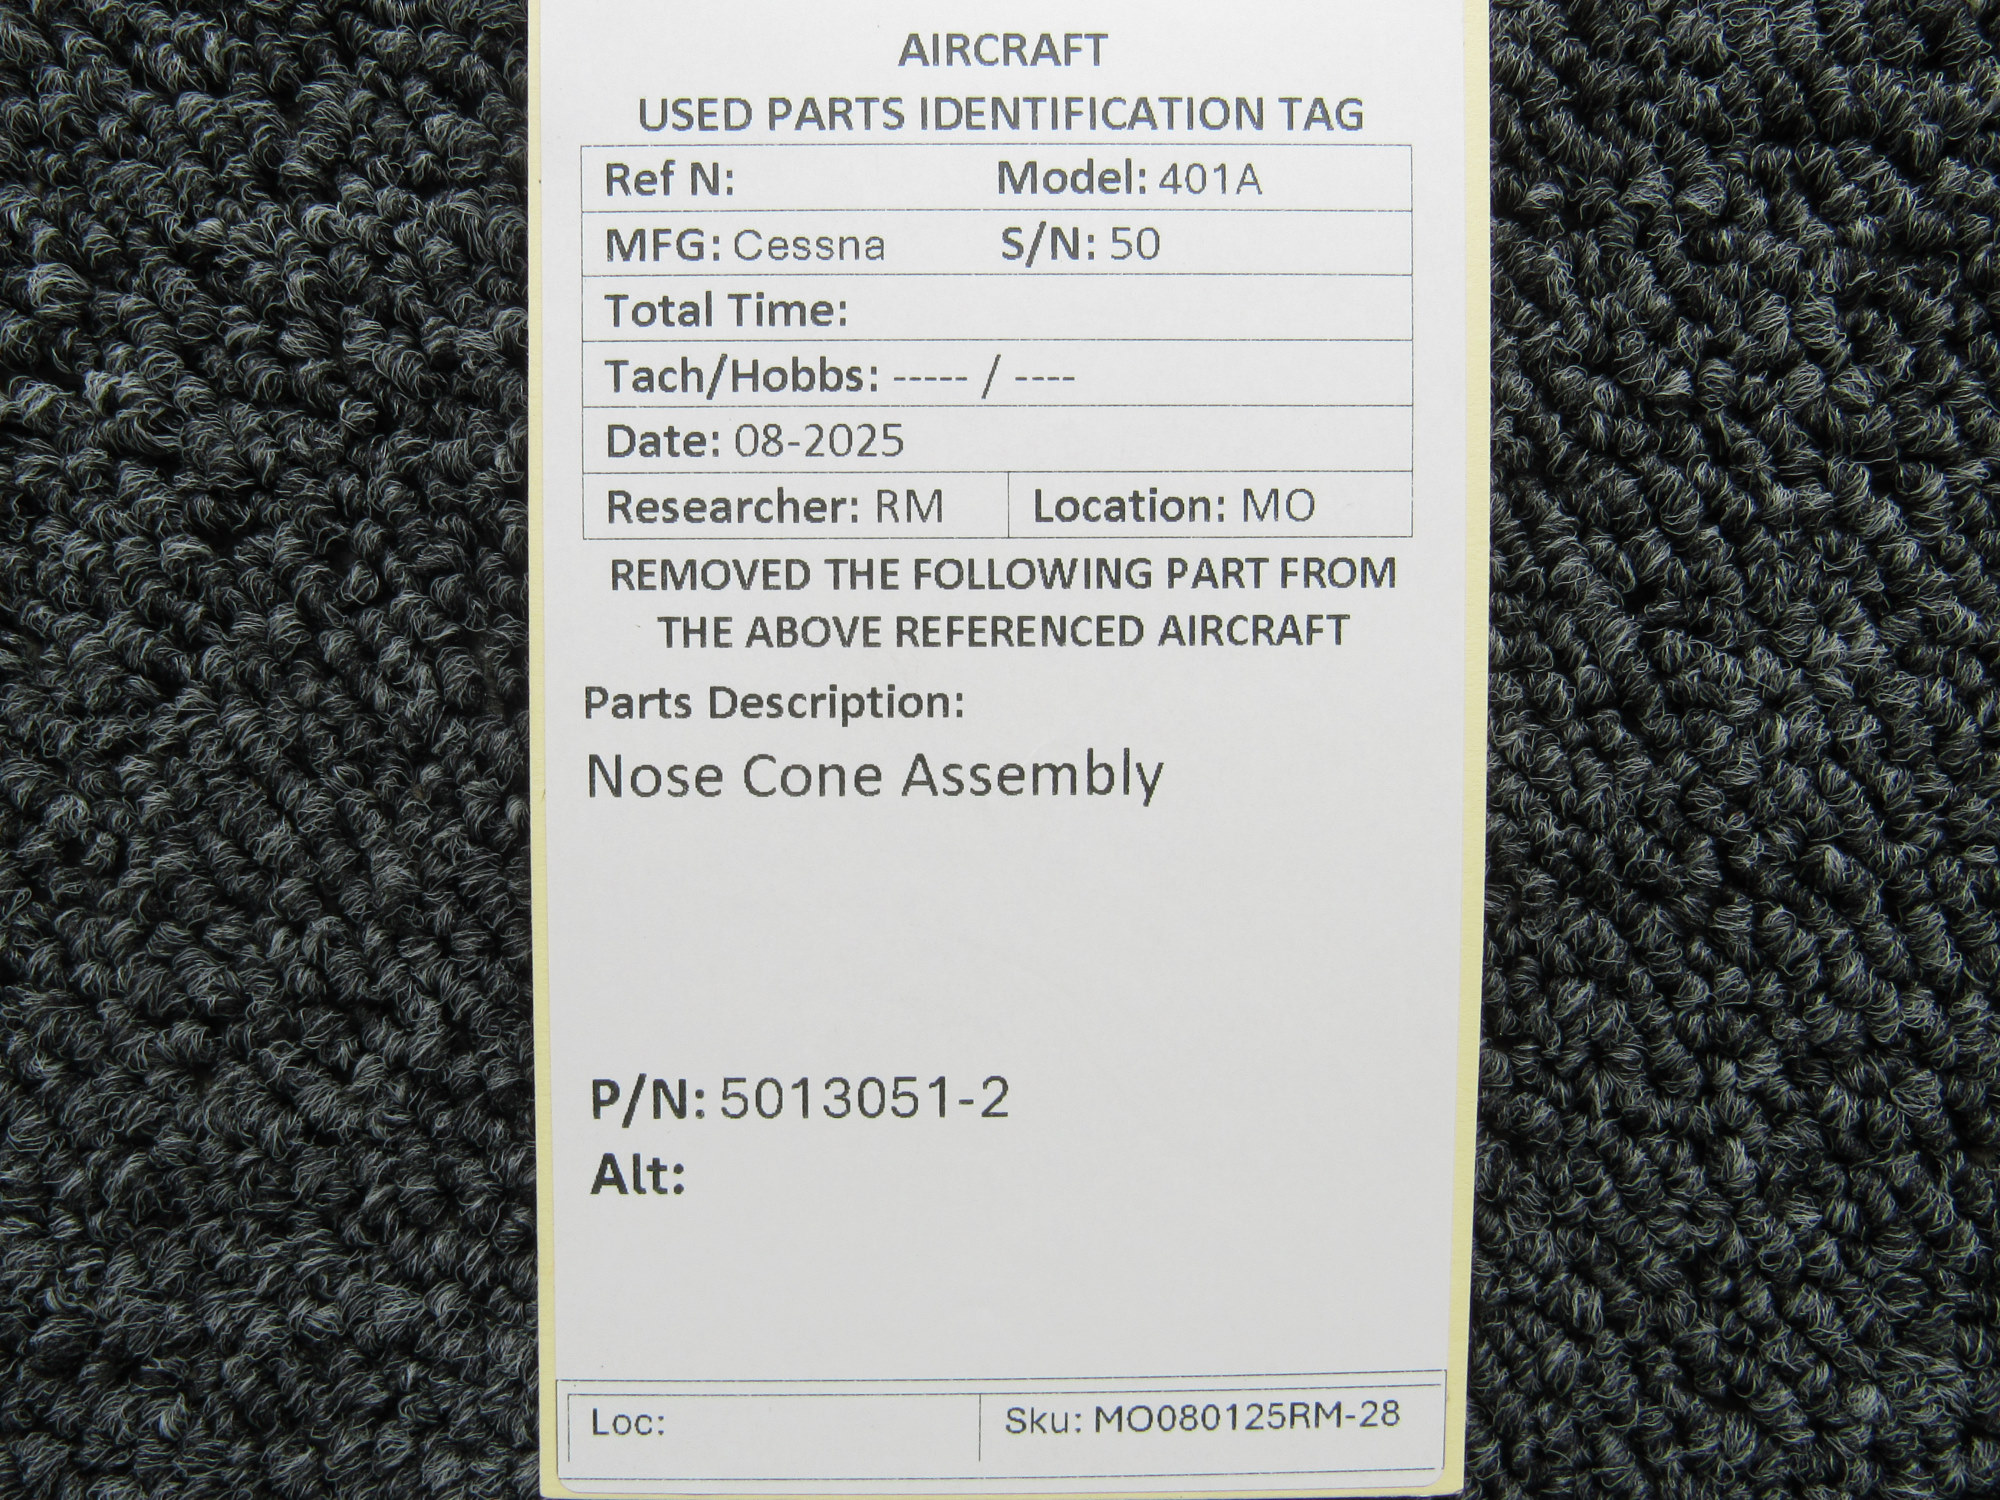 AIRCRAFT
USED PARTS IDENTIFICATION TAG
Ref N: Model: 401A
MFG: Cessna S/N: 50
Total Time:
Tach/Hobbs: ----- / ----
Date: 08-2025
Researcher: RM Location: MO
REMOVED THE FOLLOWING PART FROM
THE ABOVE REFERENCED AIRCRAFT
Parts Description:
Nose Cone Assembly
P/N: 5013051-2
Alt:
Loc: Sku: MO080125RM-28